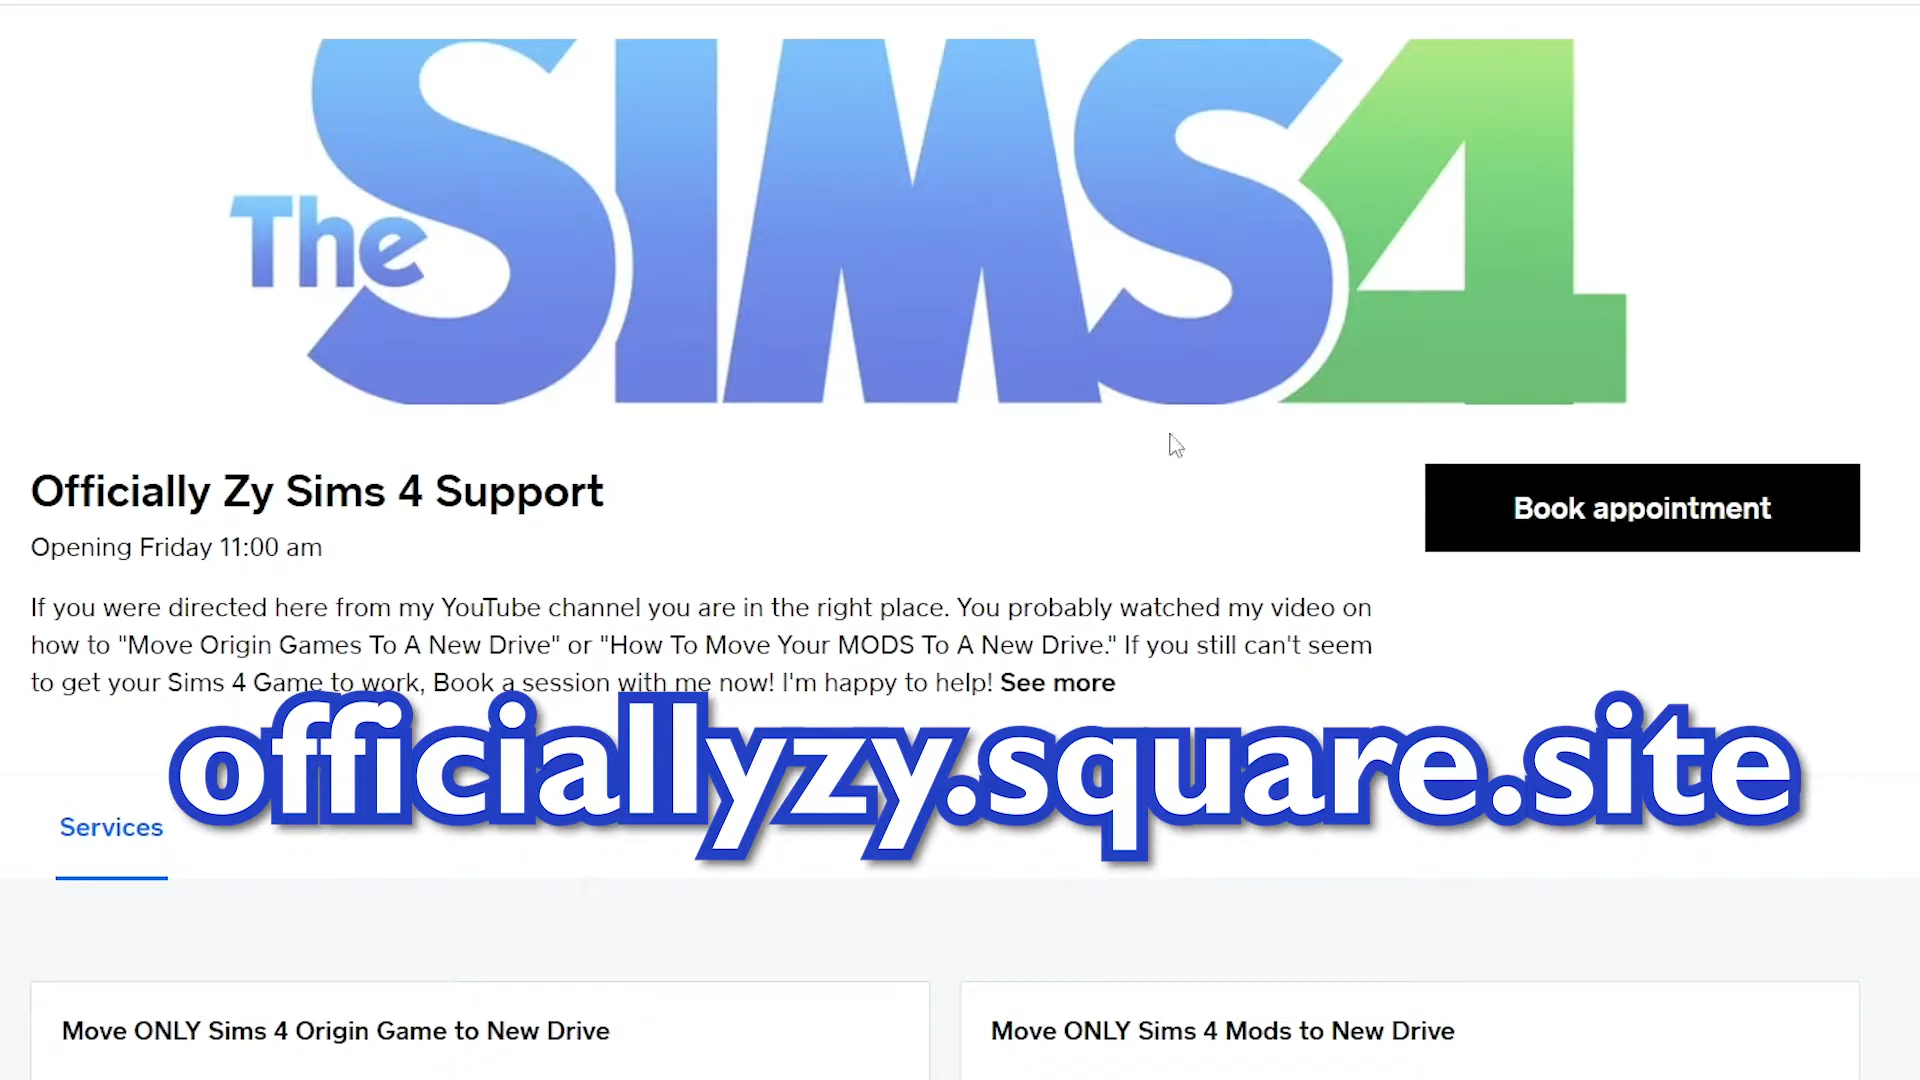 The SIMS 4
Officially Zy Sims 4 Support
Book appointment
Opening Friday 11:00 am
If you were directed here from my YouTube channel you are in the right place. You probably watched my video on
how to "Move Origin Games To A New Drive" or "How To Move Your MODS To A New Drive." If you still can't seem
to get your Sims 4 Game to work, Book a session with me now! I'm happy to help! See more
officiallyzy.square.site
Services
Move ONLY Sims 4 Origin Game to New Drive
Move ONLY Sims 4 Mods to New Drive